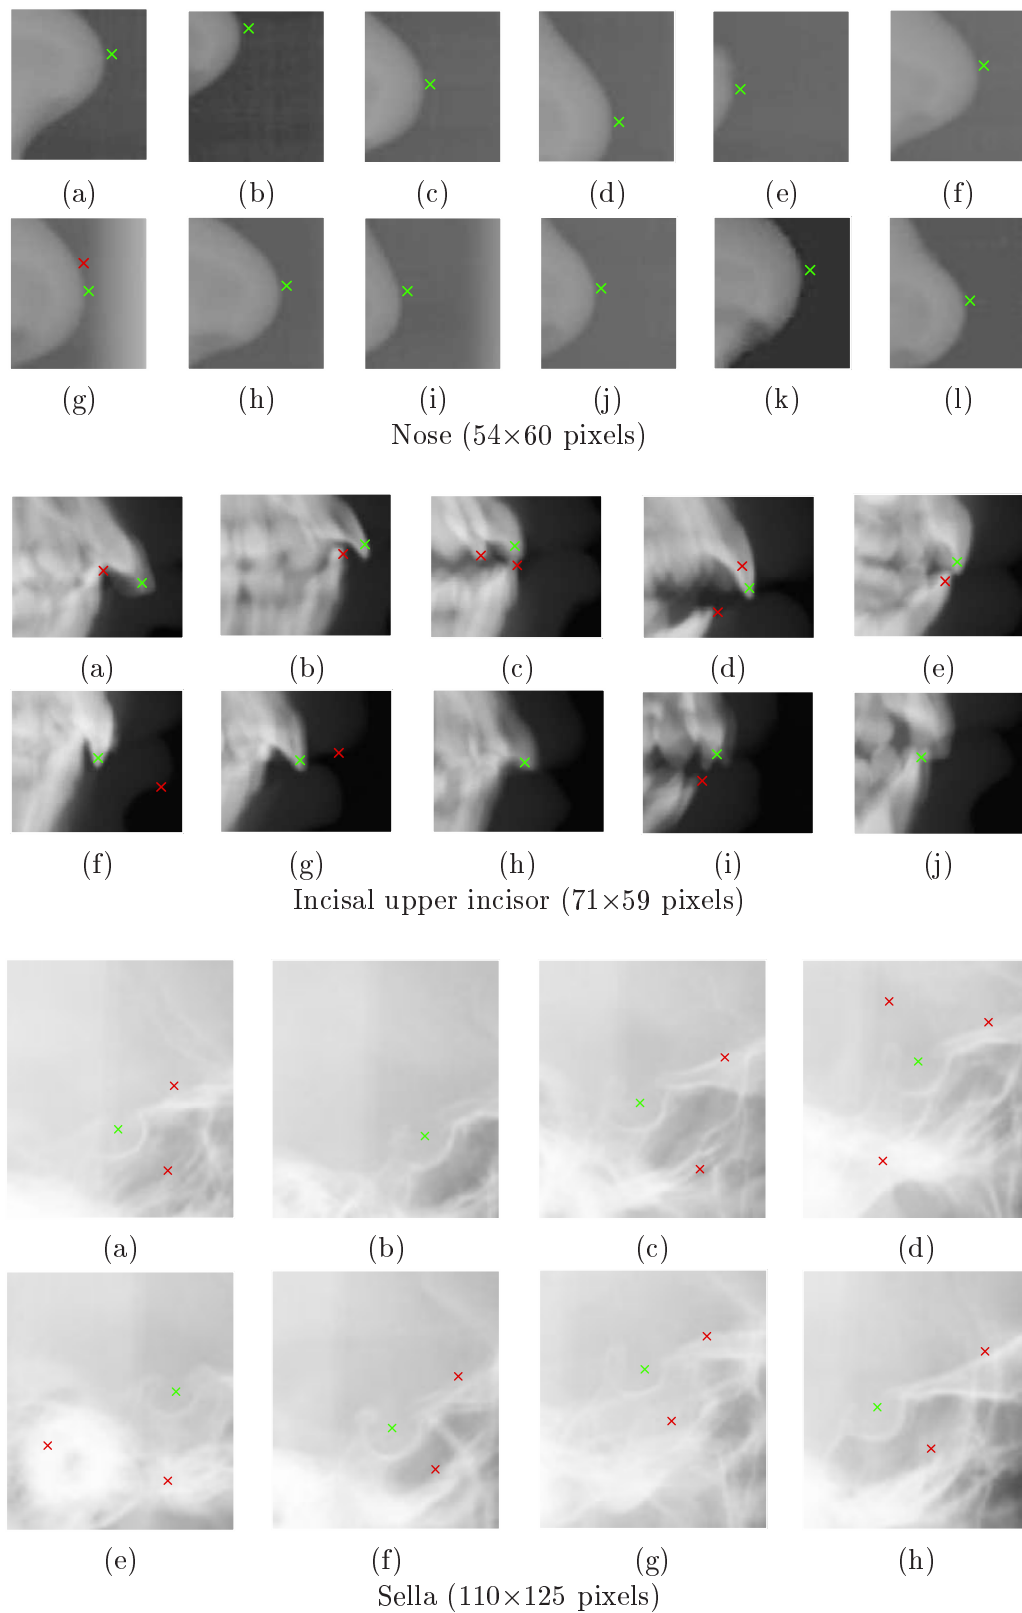 (a) (b) (c) (d) (e) (f)
(g) (h) (i) (j) (k) (l)
Nose (54×60 pixels)
(a) (b) (c) (d) (e)
(f) (g) (h) (i) (j)
Incisal upper incisor (71×59 pixels)
(a) (b) (c) (d)
(e) (f) (g) (h)
Sella (110×125 pixels)